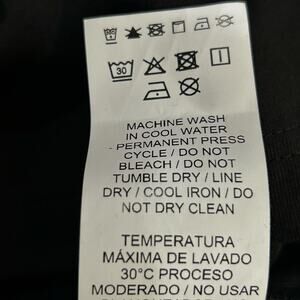 30
MACHINE WASH
IN COOL WATER
- PERMANENT PRESS
CYCLE / DO NOT
BLEACH / DO NOT
TUMBLE DRY / LINE
DRY / COOL IRON / DO
NOT DRY CLEAN
TEMPERATURA
MÁXIMA DE LAVADO
30°C PROCESO
MODERADO / NO USAR